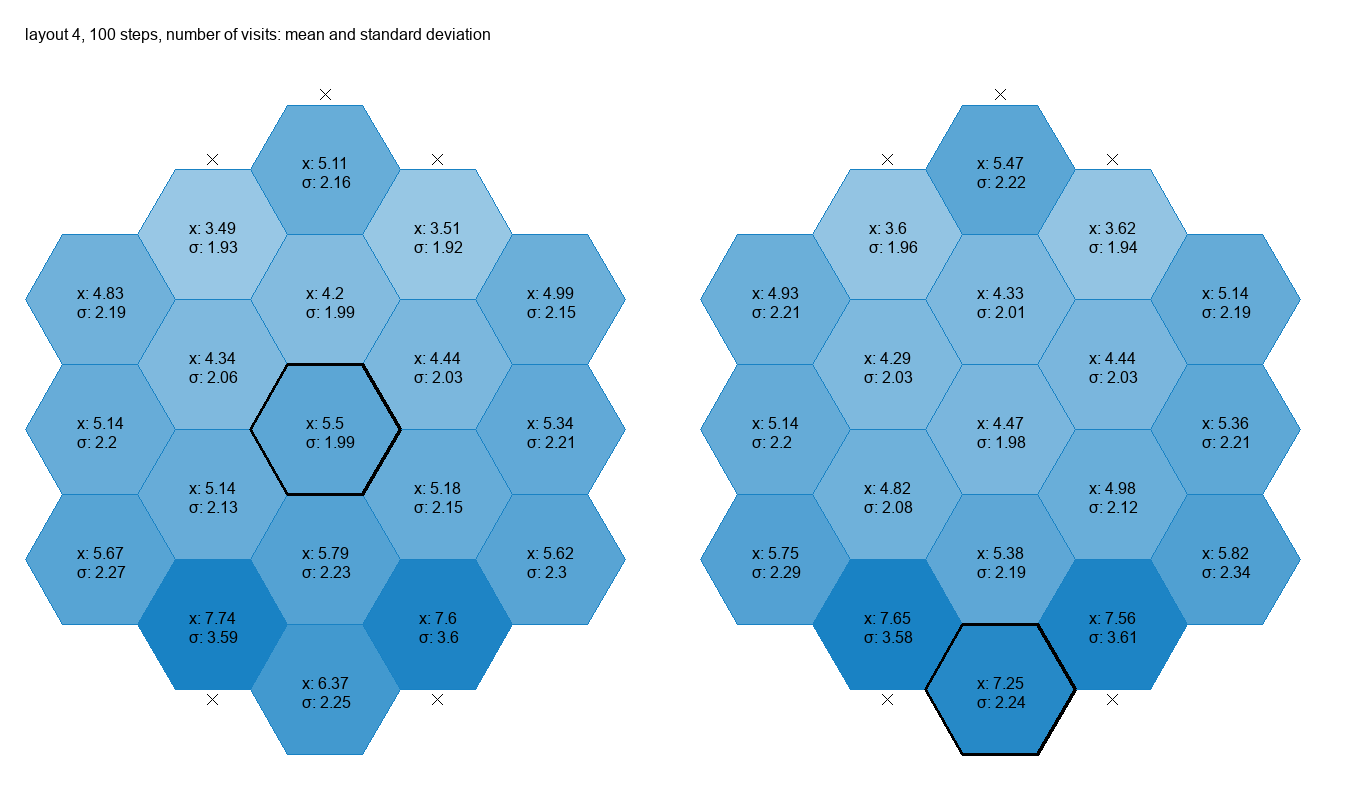 layout 4, 100 steps, number of visits: mean and standard deviation
x: 5.11
σ: 2.16
x: 3.49
σ: 1.93
x: 3.51
σ: 1.92
x: 4.83
σ: 2.19
x: 4.2
σ: 1.99
x: 4.99
σ: 2.15
x: 4.34
σ: 2.06
x: 4.44
σ: 2.03
x: 5.14
σ: 2.2
x: 5.5
σ: 1.99
x: 5.34
σ: 2.21
x: 5.14
σ: 2.13
x: 5.18
σ: 2.15
x: 5.67
σ: 2.27
x: 5.79
σ: 2.23
x: 5.62
σ: 2.3
x: 7.74
σ: 3.59
x: 7.6
σ: 3.6
x: 6.37
σ: 2.25
x: 5.47
σ: 2.22
x: 3.6
σ: 1.96
x: 3.62
σ: 1.94
x: 4.93
σ: 2.21
x: 4.33
σ: 2.01
x: 5.14
σ: 2.19
x: 4.29
σ: 2.03
x: 4.44
σ: 2.03
x: 5.14
σ: 2.2
x: 4.47
σ: 1.98
x: 5.36
σ: 2.21
x: 4.82
σ: 2.08
x: 4.98
σ: 2.12
x: 5.75
σ: 2.29
x: 5.38
σ: 2.19
x: 5.82
σ: 2.34
x: 7.65
σ: 3.58
x: 7.56
σ: 3.61
x: 7.25
σ: 2.24